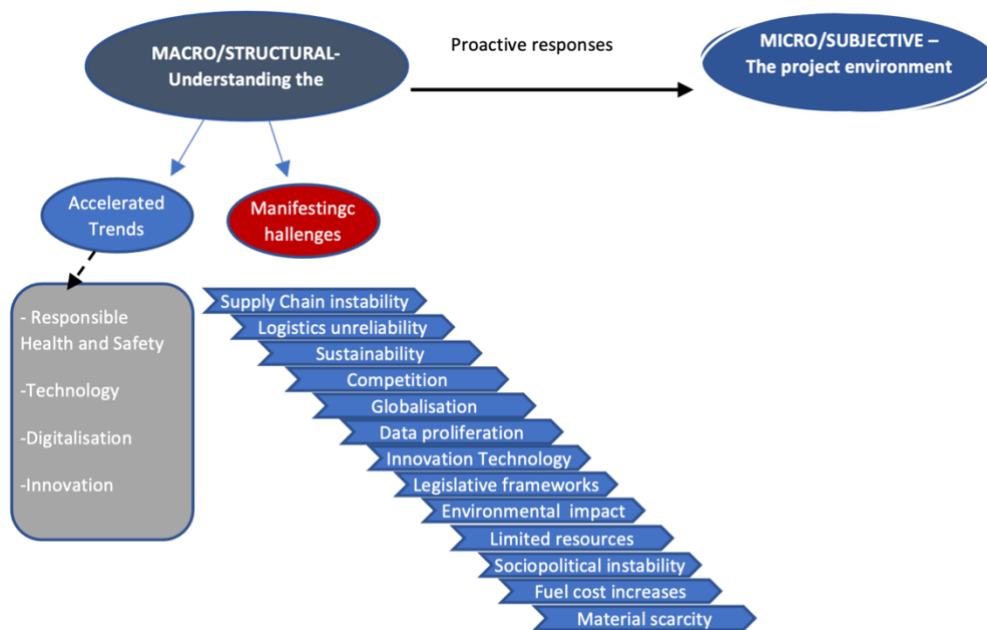 MACRO/STRUCTURAL-
Understanding the
Proactive responses
MICRO/SUBJECTIVE –
The project environment
Accelerated
Trends
Manifestingc
hallenges
- Responsible
Health and Safety
-Technology
-Digitalisation
-Innovation
Supply Chain instability
Logistics unreliability
Sustainability
Competition
Globalisation
Data proliferation
Innovation Technology
Legislative frameworks
Environmental impact
Limited resources
Sociopolitical instability
Fuel cost increases
Material scarcity